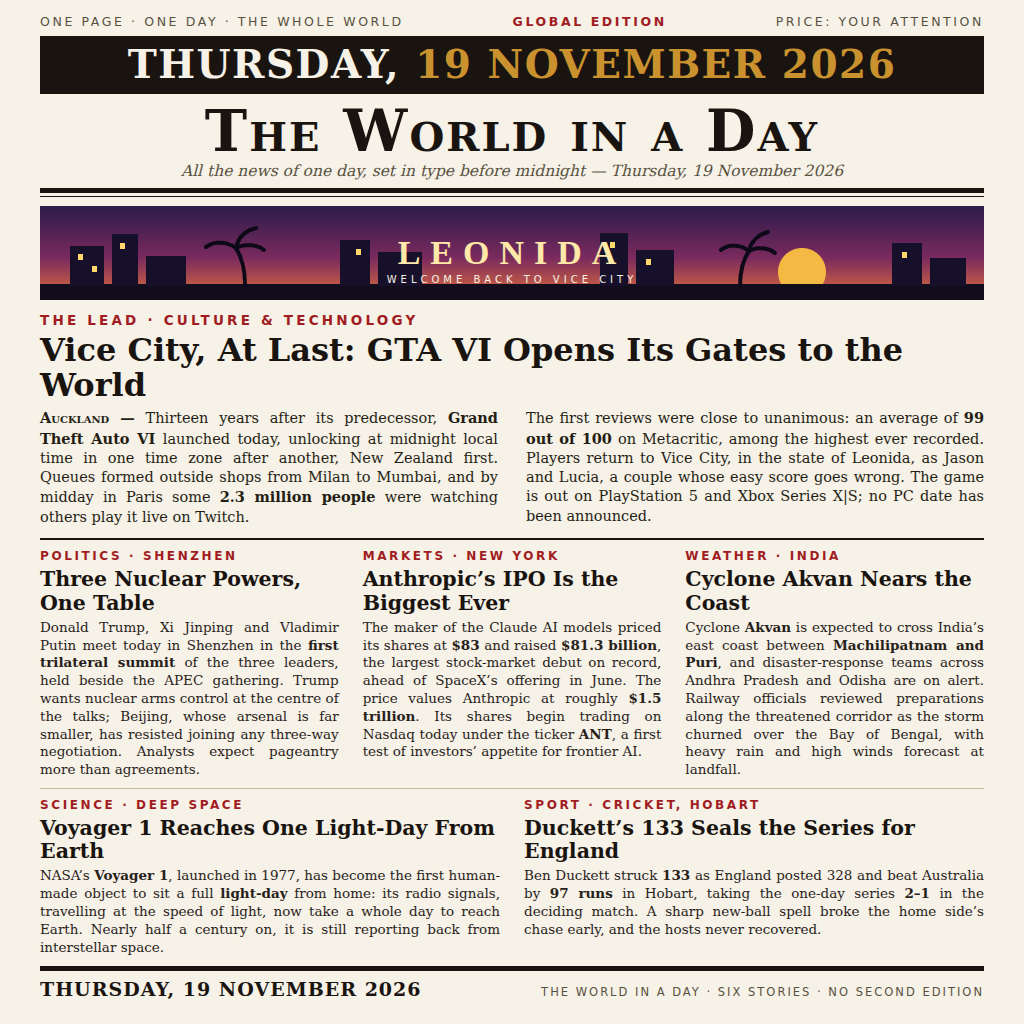 ONE PAGE · ONE DAY · THE WHOLE WORLD
GLOBAL EDITION
PRICE: YOUR ATTENTION
THURSDAY, 19 NOVEMBER 2026
The World in a Day
All the news of one day, set in type before midnight — Thursday, 19 November 2026
LEONIDA
WELCOME BACK TO VICE CITY
THE LEAD · CULTURE & TECHNOLOGY
Vice City, At Last: GTA VI Opens Its Gates to the
World
Auckland — Thirteen years after its predecessor, Grand
Theft Auto VI launched today, unlocking at midnight local
time in one time zone after another, New Zealand first.
Queues formed outside shops from Milan to Mumbai, and by
midday in Paris some 2.3 million people were watching
others play it live on Twitch.
The first reviews were close to unanimous: an average of 99
out of 100 on Metacritic, among the highest ever recorded.
Players return to Vice City, in the state of Leonida, as Jason
and Lucia, a couple whose easy score goes wrong. The game
is out on PlayStation 5 and Xbox Series X|S; no PC date has
been announced.
POLITICS · SHENZHEN
Three Nuclear Powers,
One Table
Donald Trump, Xi Jinping and Vladimir
Putin meet today in Shenzhen in the first
trilateral summit of the three leaders,
held beside the APEC gathering. Trump
wants nuclear arms control at the centre of
the talks; Beijing, whose arsenal is far
smaller, has resisted joining any three-way
negotiation. Analysts expect pageantry
more than agreements.
MARKETS · NEW YORK
Anthropic’s IPO Is the
Biggest Ever
The maker of the Claude AI models priced
its shares at $83 and raised $81.3 billion,
the largest stock-market debut on record,
ahead of SpaceX’s offering in June. The
price values Anthropic at roughly $1.5
trillion. Its shares begin trading on
Nasdaq today under the ticker ANT, a first
test of investors’ appetite for frontier AI.
WEATHER · INDIA
Cyclone Akvan Nears the
Coast
Cyclone Akvan is expected to cross India’s
east coast between Machilipatnam and
Puri, and disaster-response teams across
Andhra Pradesh and Odisha are on alert.
Railway officials reviewed preparations
along the threatened corridor as the storm
churned over the Bay of Bengal, with
heavy rain and high winds forecast at
landfall.
SCIENCE · DEEP SPACE
Voyager 1 Reaches One Light-Day From
Earth
NASA’s Voyager 1, launched in 1977, has become the first human-
made object to sit a full light-day from home: its radio signals,
travelling at the speed of light, now take a whole day to reach
Earth. Nearly half a century on, it is still reporting back from
interstellar space.
SPORT · CRICKET, HOBART
Duckett’s 133 Seals the Series for
England
Ben Duckett struck 133 as England posted 328 and beat Australia
by 97 runs in Hobart, taking the one-day series 2–1 in the
deciding match. A sharp new-ball spell broke the home side’s
chase early, and the hosts never recovered.
THURSDAY, 19 NOVEMBER 2026
THE WORLD IN A DAY · SIX STORIES · NO SECOND EDITION